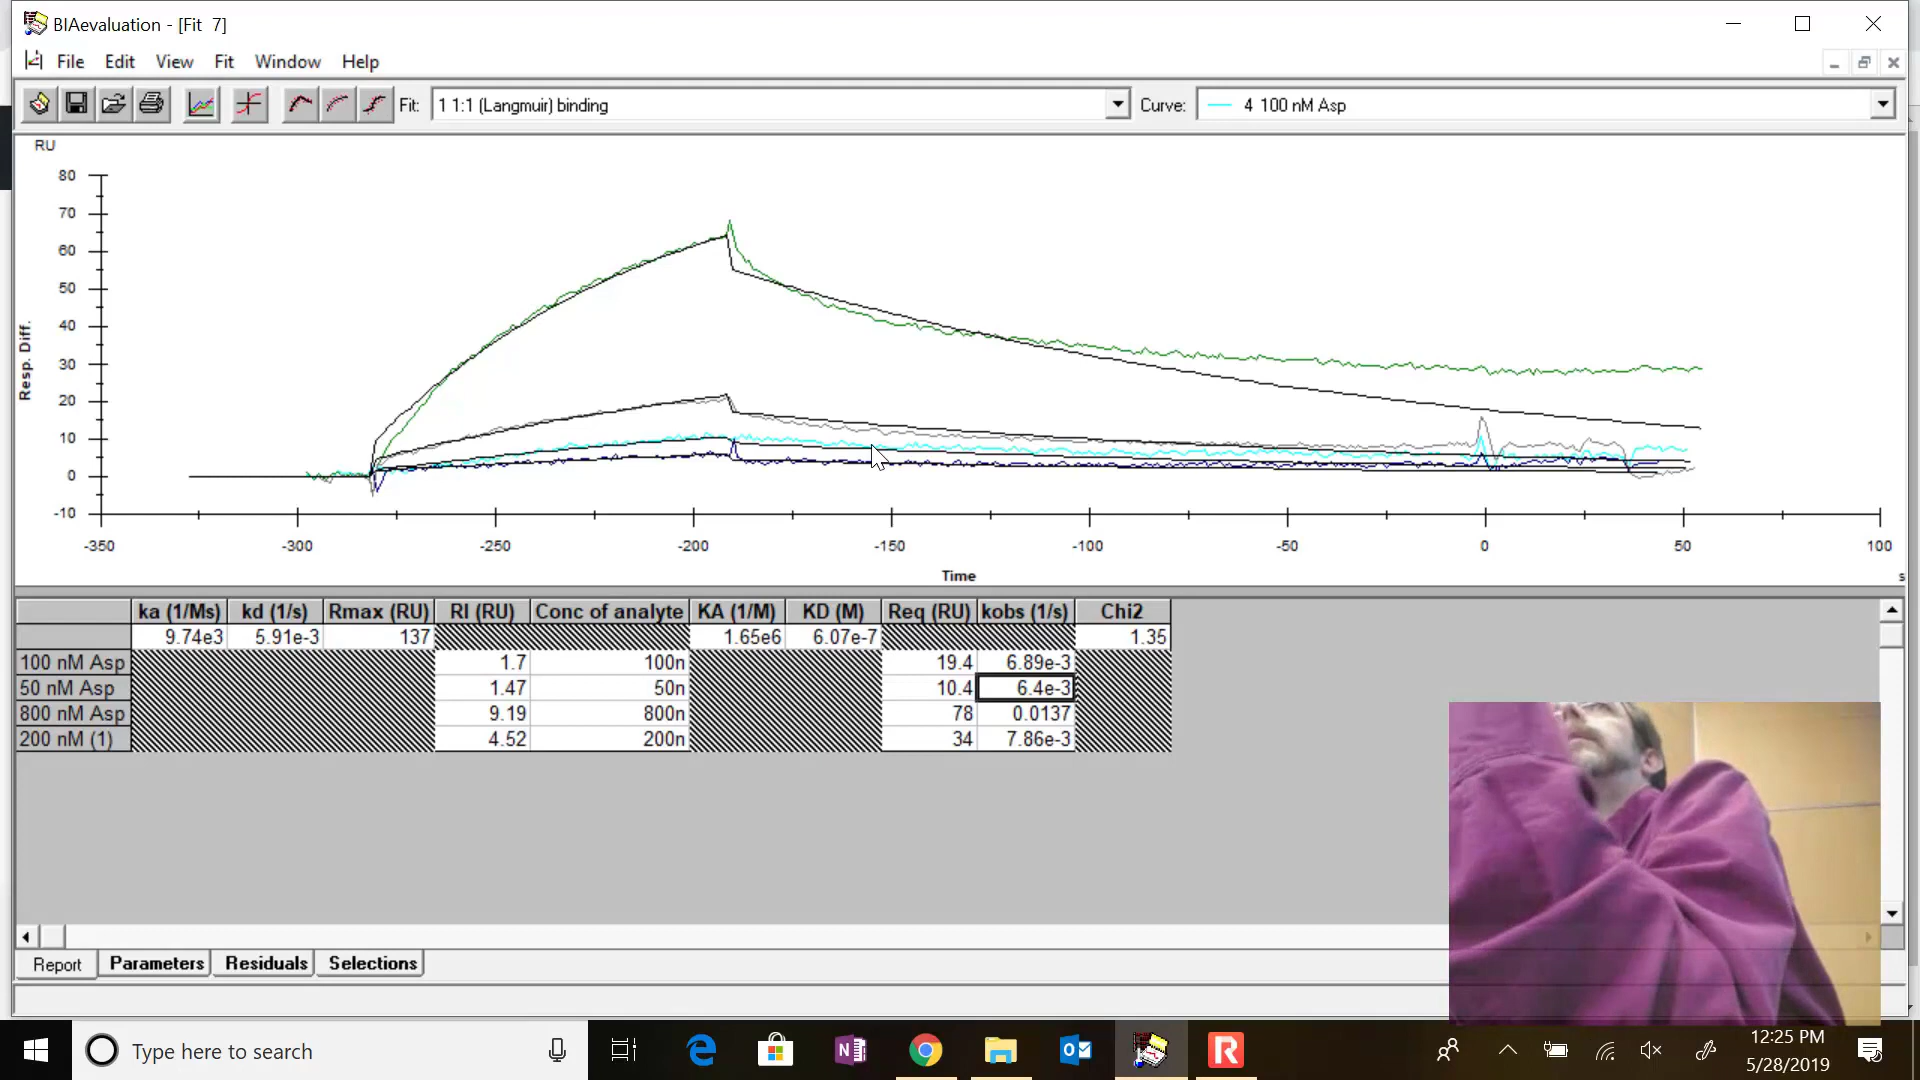 BIAevaluation - [Fit 7]
File Edit View Fit Window Help
Fit: 1 1:1 (Langmuir) binding Curve: 4 100 nM Asp
RU
80
70
60
50
40
30
20
10
0
-10
Resp. Diff.
-350 -300 -250 -200 -150 -100 -50 0 50 100
Time s
ka (1/Ms) kd (1/s) Rmax (RU) RI (RU) Conc of analyte KA (1/M) KD (M) Req (RU) kobs (1/s) Chi2
9.74e3 5.91e-3 137 1.65e6 6.07e-7 1.35
100 nM Asp 1.7 100n 19.4 6.89e-3
50 nM Asp 1.47 50n 10.4 6.4e-3
800 nM Asp 9.19 800n 78 0.0137
200 nM (1) 4.52 200n 34 7.86e-3
Report Parameters Residuals Selections
Type here to search
12:25 PM
5/28/2019